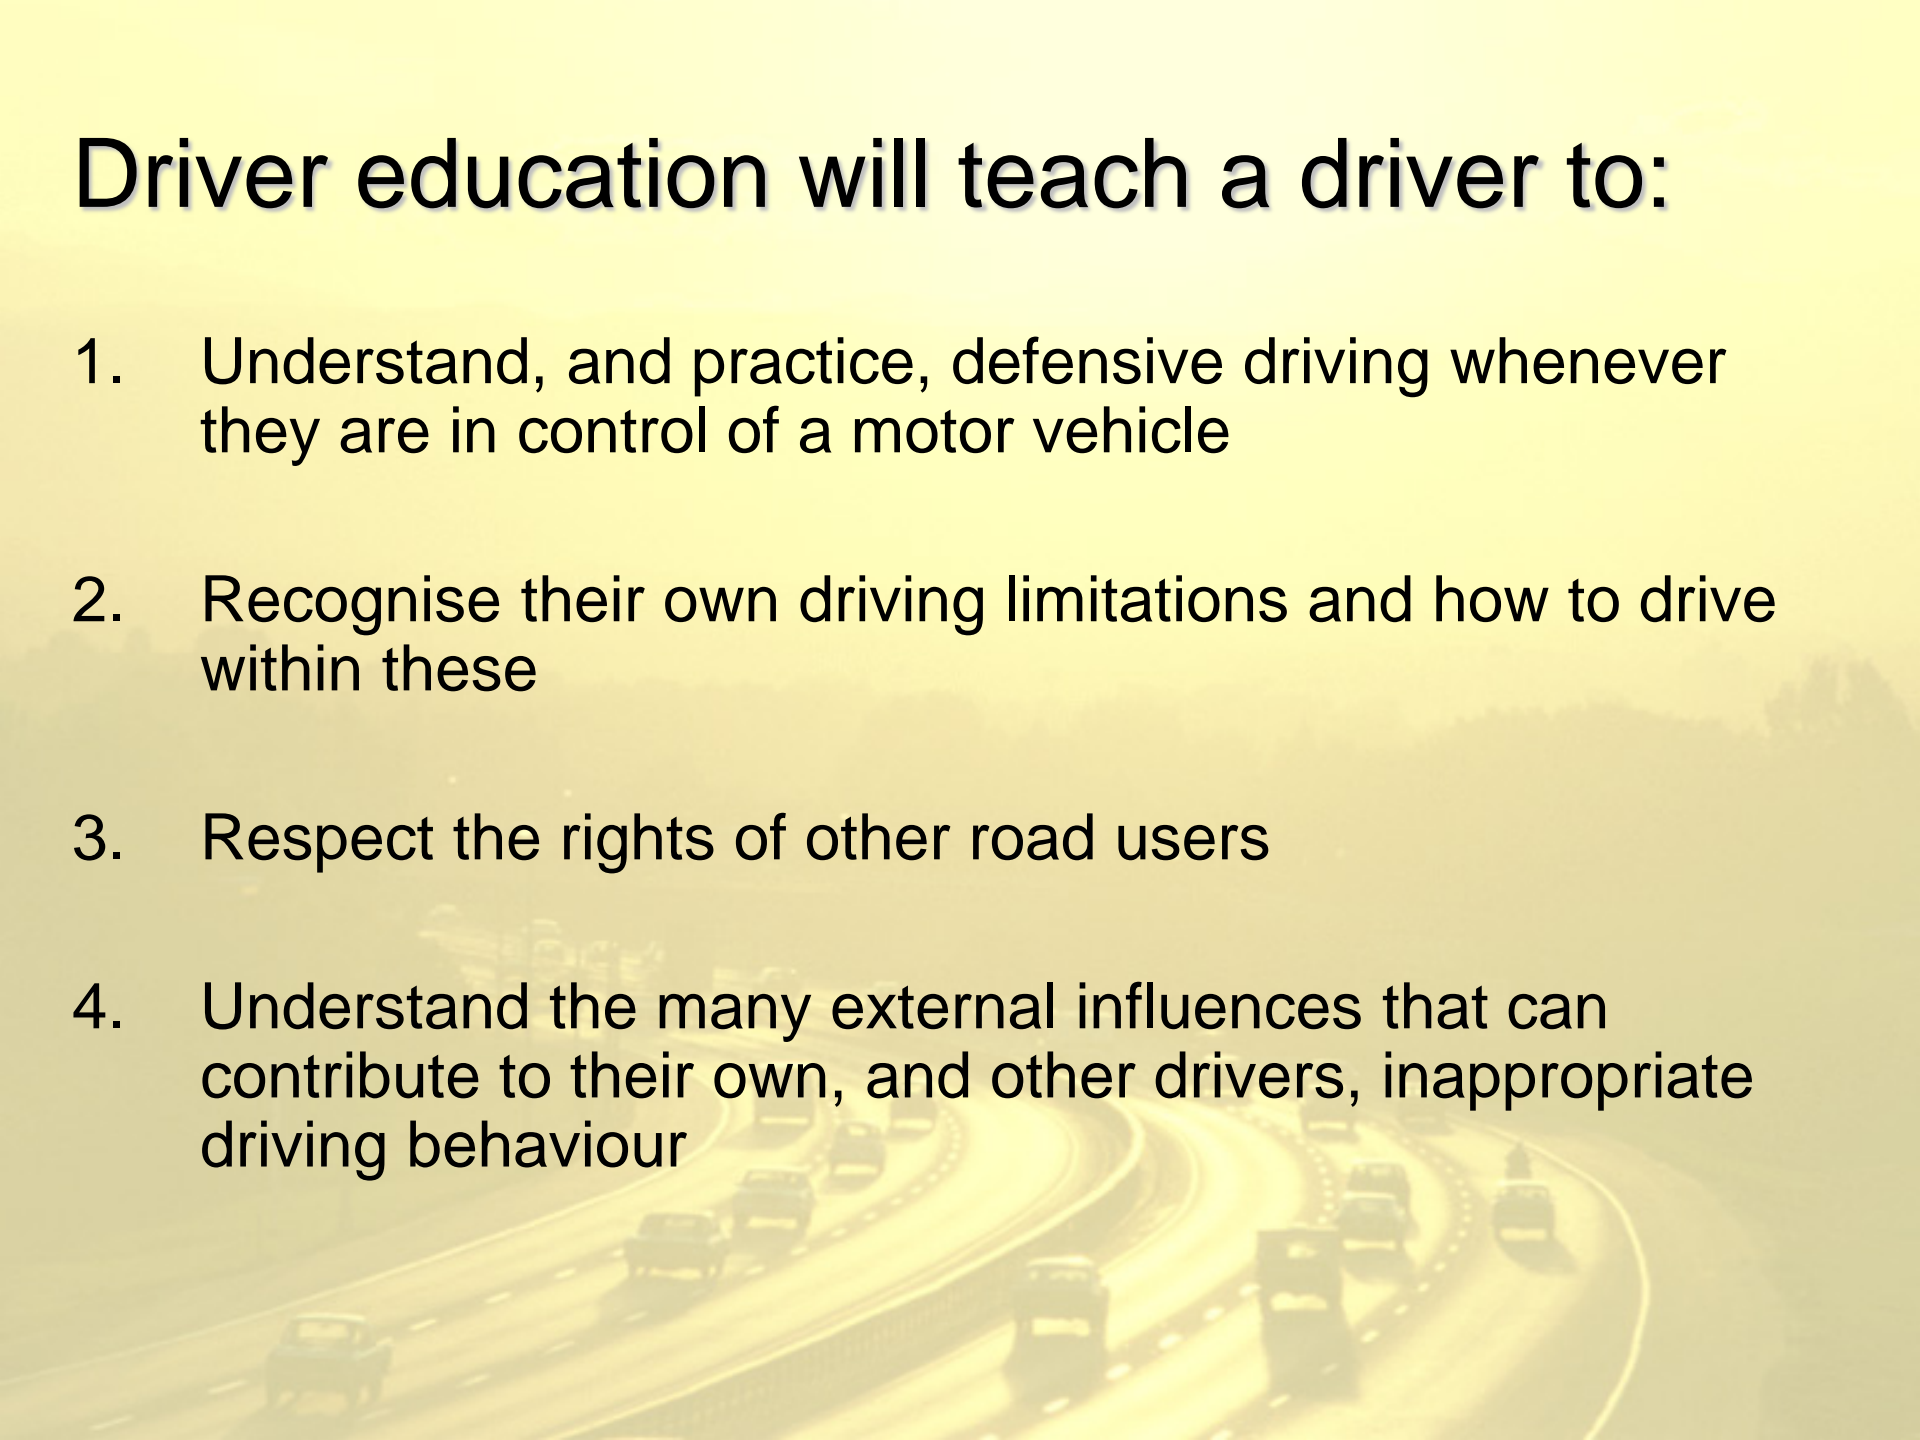 Driver education will teach a driver to:
1. Understand, and practice, defensive driving whenever
they are in control of a motor vehicle
2. Recognise their own driving limitations and how to drive
within these
3. Respect the rights of other road users
4. Understand the many external influences that can
contribute to their own, and other drivers, inappropriate
driving behaviour